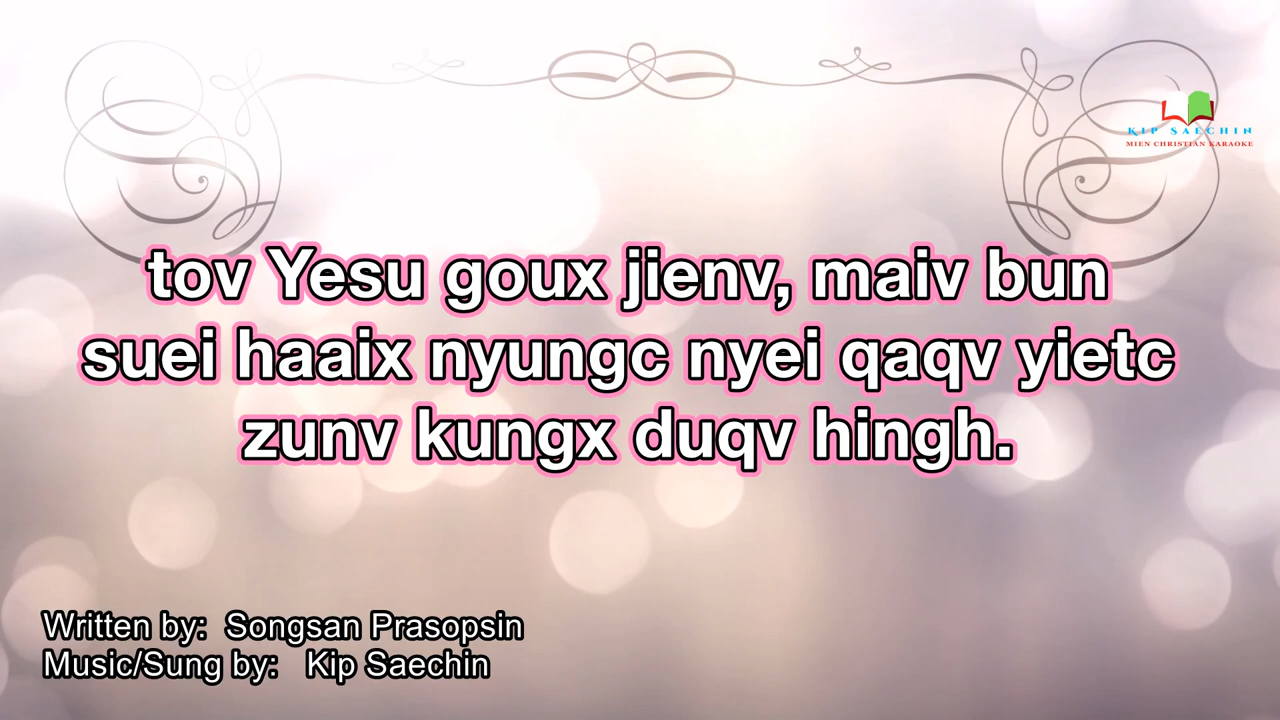 KIP SAECHIN
MIEN CHRISTIAN KARAOKE
tov Yesu goux jienv, maiv bun
suei haaix nyungc nyei qaqv yietc
zunv kungx duqv hingh.
Written by: Songsan Prasopsin
Music/Sung by: Kip Saechin